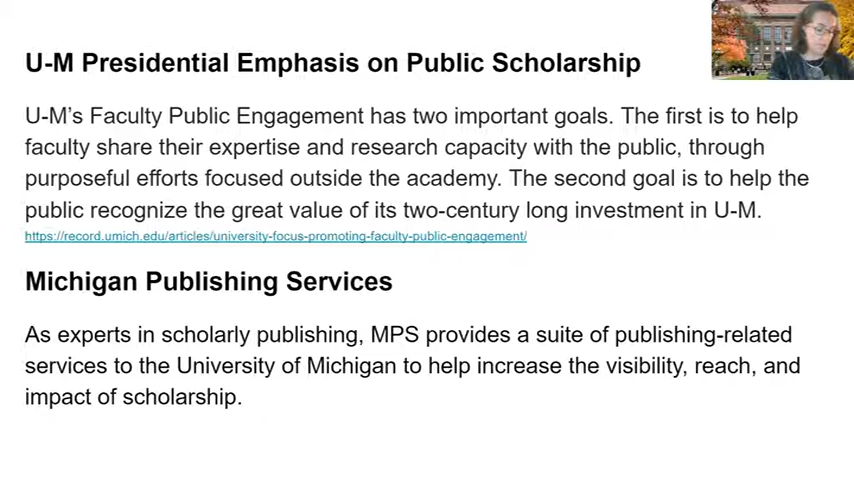 U-M Presidential Emphasis on Public Scholarship
U-M’s Faculty Public Engagement has two important goals. The first is to help
faculty share their expertise and research capacity with the public, through
purposeful efforts focused outside the academy. The second goal is to help the
public recognize the great value of its two-century long investment in U-M.
https://record.umich.edu/articles/university-focus-promoting-faculty-public-engagement/
Michigan Publishing Services
As experts in scholarly publishing, MPS provides a suite of publishing-related
services to the University of Michigan to help increase the visibility, reach, and
impact of scholarship.